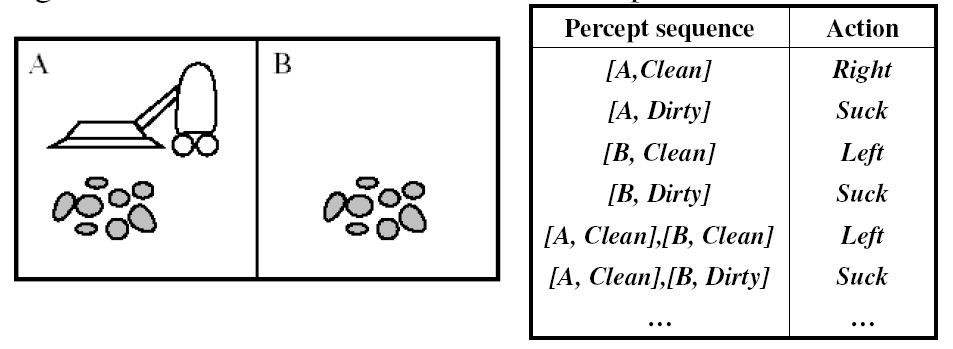 A
B
Percept sequence Action
[A,Clean] Right
[A, Dirty] Suck
[B, Clean] Left
[B, Dirty] Suck
[A, Clean],[B, Clean] Left
[A, Clean],[B, Dirty] Suck
... ...